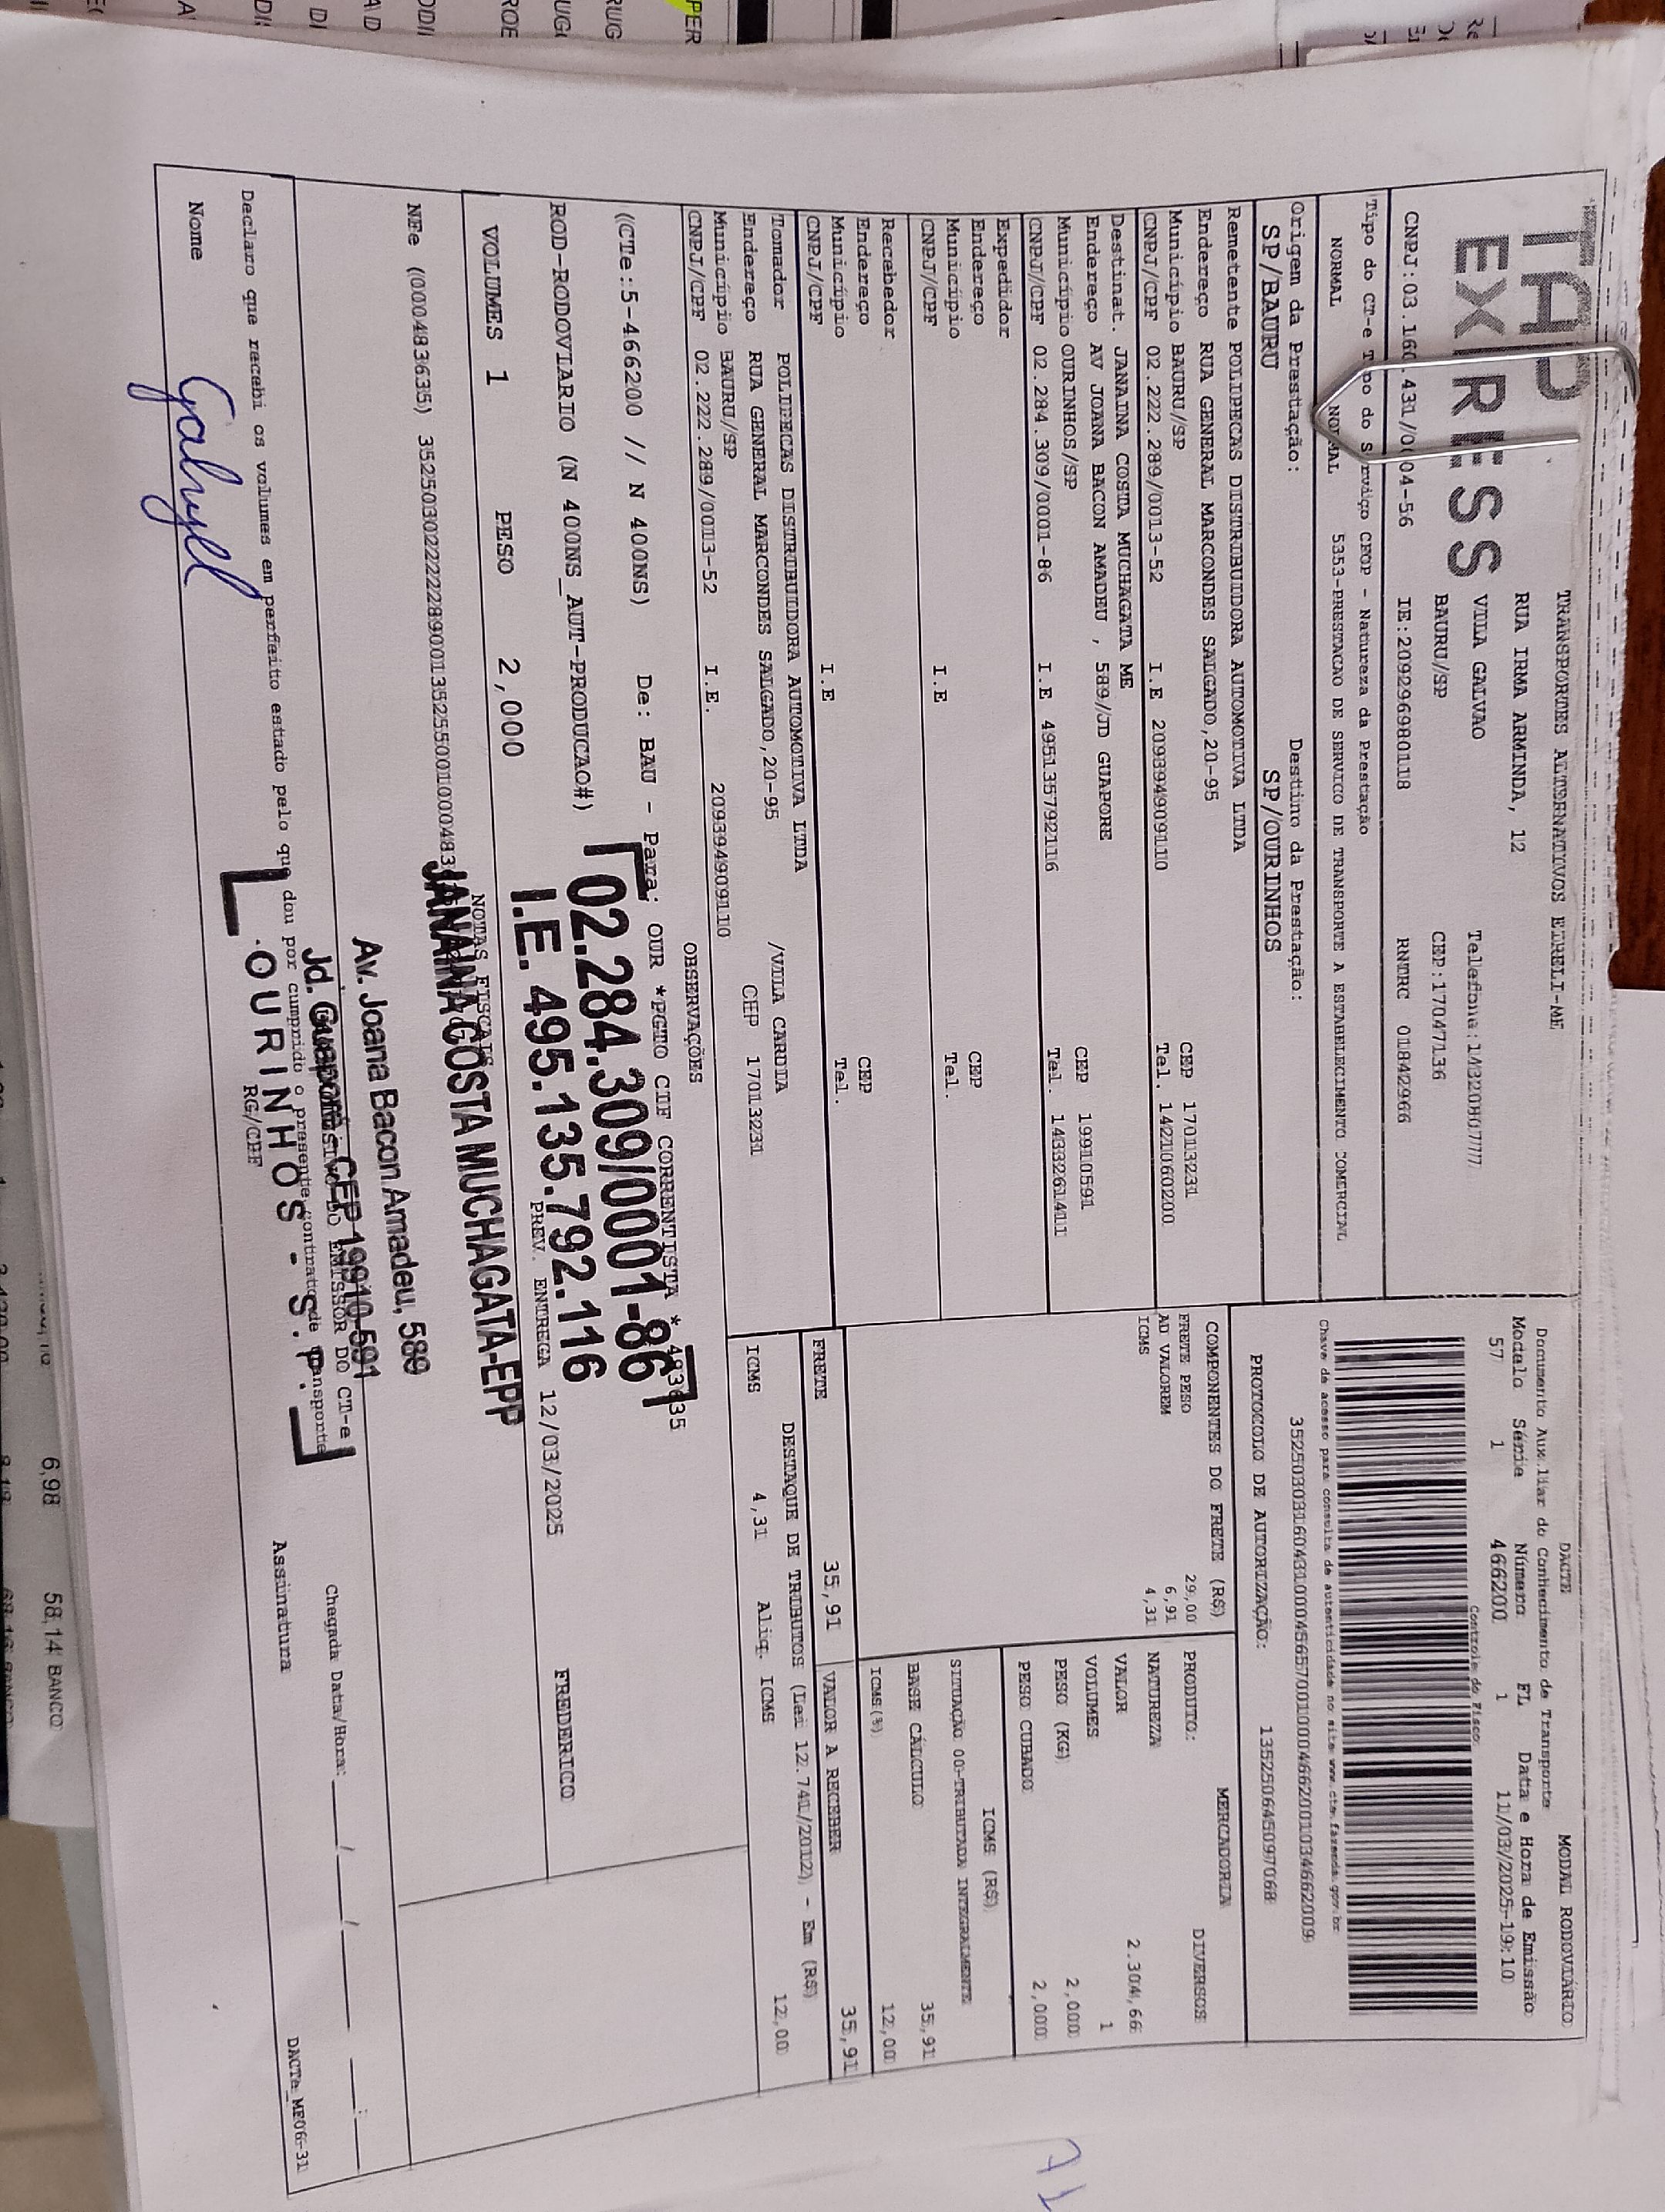 TAP
EXPRESS
TRANSPORTES ALTERNATIVOS EIRELI-ME
RUA IRMA ARMINDA, 12
VILA GALVAO
BAURU/SP
CEP:17047136
IE:209296980118
RNTRC 01842966
DACTE
MODAL RODOVIÁRIO
Documento Auxiliar do Conhecimento de Transporte
Modelo Série Número FL Data e Hora de Emissão
57 1 466200 1 11/03/2025-19:10
Controle do Fisco
Chave de acesso para consulta de autenticidade no site www.cte.fazenda.gov.br
PROTOCOLO DE AUTORIZAÇÃO:
135250645097068
Tipo do CT-e
NORMAL
CFOP - Natureza da Prestação
5353-PRESTACAO DE SERVICO DE TRANSPORTE A ESTABELECIMENTO COMERCIAL
Origem da Prestação:
SP/BAURU
Destino da Prestação:
SP/OURINHOS
Remetente POLIPECAS DISTRIBUIDORA AUTOMOTIVA LTDA
Endereço RUA GENERAL MARCONDES SALGADO,20-95
Município BAURU/SP CEP 17013231
CNPJ/CPF 02.222.289/0013-52 I.E 209394909110 Tel. 1421060200
Destinat. JANAINA COSTA MUCHAGATA ME
Endereço AV JOANA BACON AMADEU , 589/JD GUAPORE
Município OURINHOS/SP CEP 19910591
CNPJ/CPF 02.284.309/0001-86 I.E 495135792116 Tel. 1433261411
Expedidor
Endereço
Município CEP
CNPJ/CPF I.E Tel.
Recebedor
Endereço
Município CEP
CNPJ/CPF I.E Tel.
Tomador POLIPECAS DISTRIBUIDORA AUTOMOTIVA LTDA
Endereço RUA GENERAL MARCONDES SALGADO,20-95 /VILA CARDIA
Município BAURU/SP CEP 17013231
CNPJ/CPF 02.222.289/0013-52 I.E. 209394909110
COMPONENTES DO FRETE (R$)
FRETE PESO 29,00
AD VALOREM 6,91
ICMS 4,31
MERCADORIA
PRODUTO: DIVERSOS
NATUREZA
VALOR 2.304,66
VOLUMES 1
PESO (KG) 2,000
PESO CUBADO 2,000
ICMS (R$)
SITUAÇÃO 00-TRIBUTADA INTEGRALMENTE
BASE CÁLCULO 35,91
ICMS(%) 12,00
FRETE 35,91
VALOR A RECEBER 35,91
DESTAQUE DE TRIBUTOS (Lei 12.741/2012) - Em (R$)
ICMS 4,31 Aliq. ICMS 12,00
OBSERVAÇÕES
(CTe:5-466200 // N 400NS) De: BAU - Para: OUR *PGTO CIF CORRENTISTA *
ROD-RODOVIARIO (N 400NS_AUT-PRODUCAO#)
PREV. ENTREGA 12/03/2025
FREDERICO
VOLUMES 1 PESO 2,000
NOTAS FISCAIS
02.284.309/0001-86
I.E. 495.135.792.116
JANAINA COSTA MUCHAGATA-EPP
Av. Joana Bacon Amadeu, 589
Jd. Guaporé - CEP 19910-591
OURINHOS - S.P.
Declaro que recebi os volumes em perfeito estado pelo que dou por cumprido o presente contrato de transporte
Nome
RG/CPF
Assinatura
Chegada Data/Hora: / / :
DACTe_MF06-31
6,98 58,14 BANCO